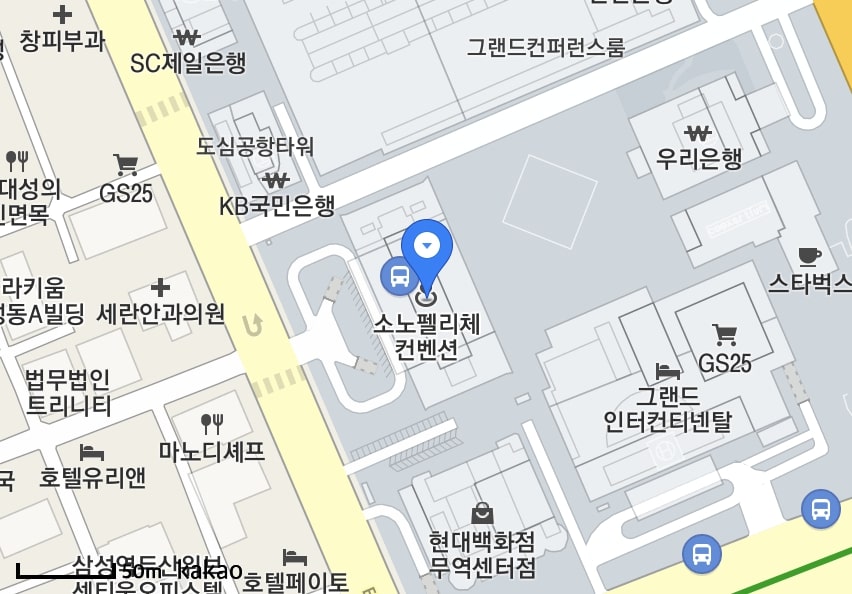 창피부과
SC제일은행
그랜드컨퍼런스룸
도심공항타워
우리은행
대성의
GS25
KB국민은행
라키움
세란안과의원
스타벅스
소노펠리체
컨벤션
GS25
그랜드
인터컨티넨탈
법무법인
트리니티
마노디셰프
호텔유리앤
국
현대백화점
무역센터점
50m kakao
호텔페이토